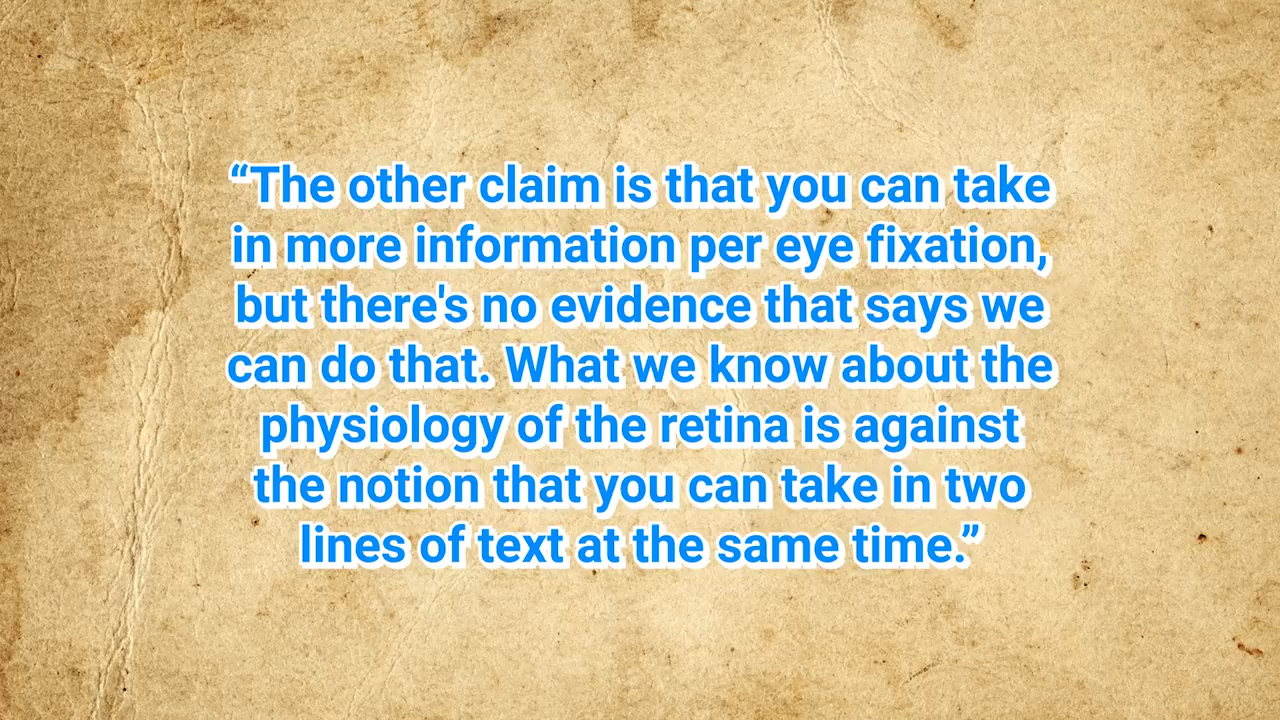 “The other claim is that you can take
in more information per eye fixation,
but there's no evidence that says we
can do that. What we know about the
physiology of the retina is against
the notion that you can take in two
lines of text at the same time.”